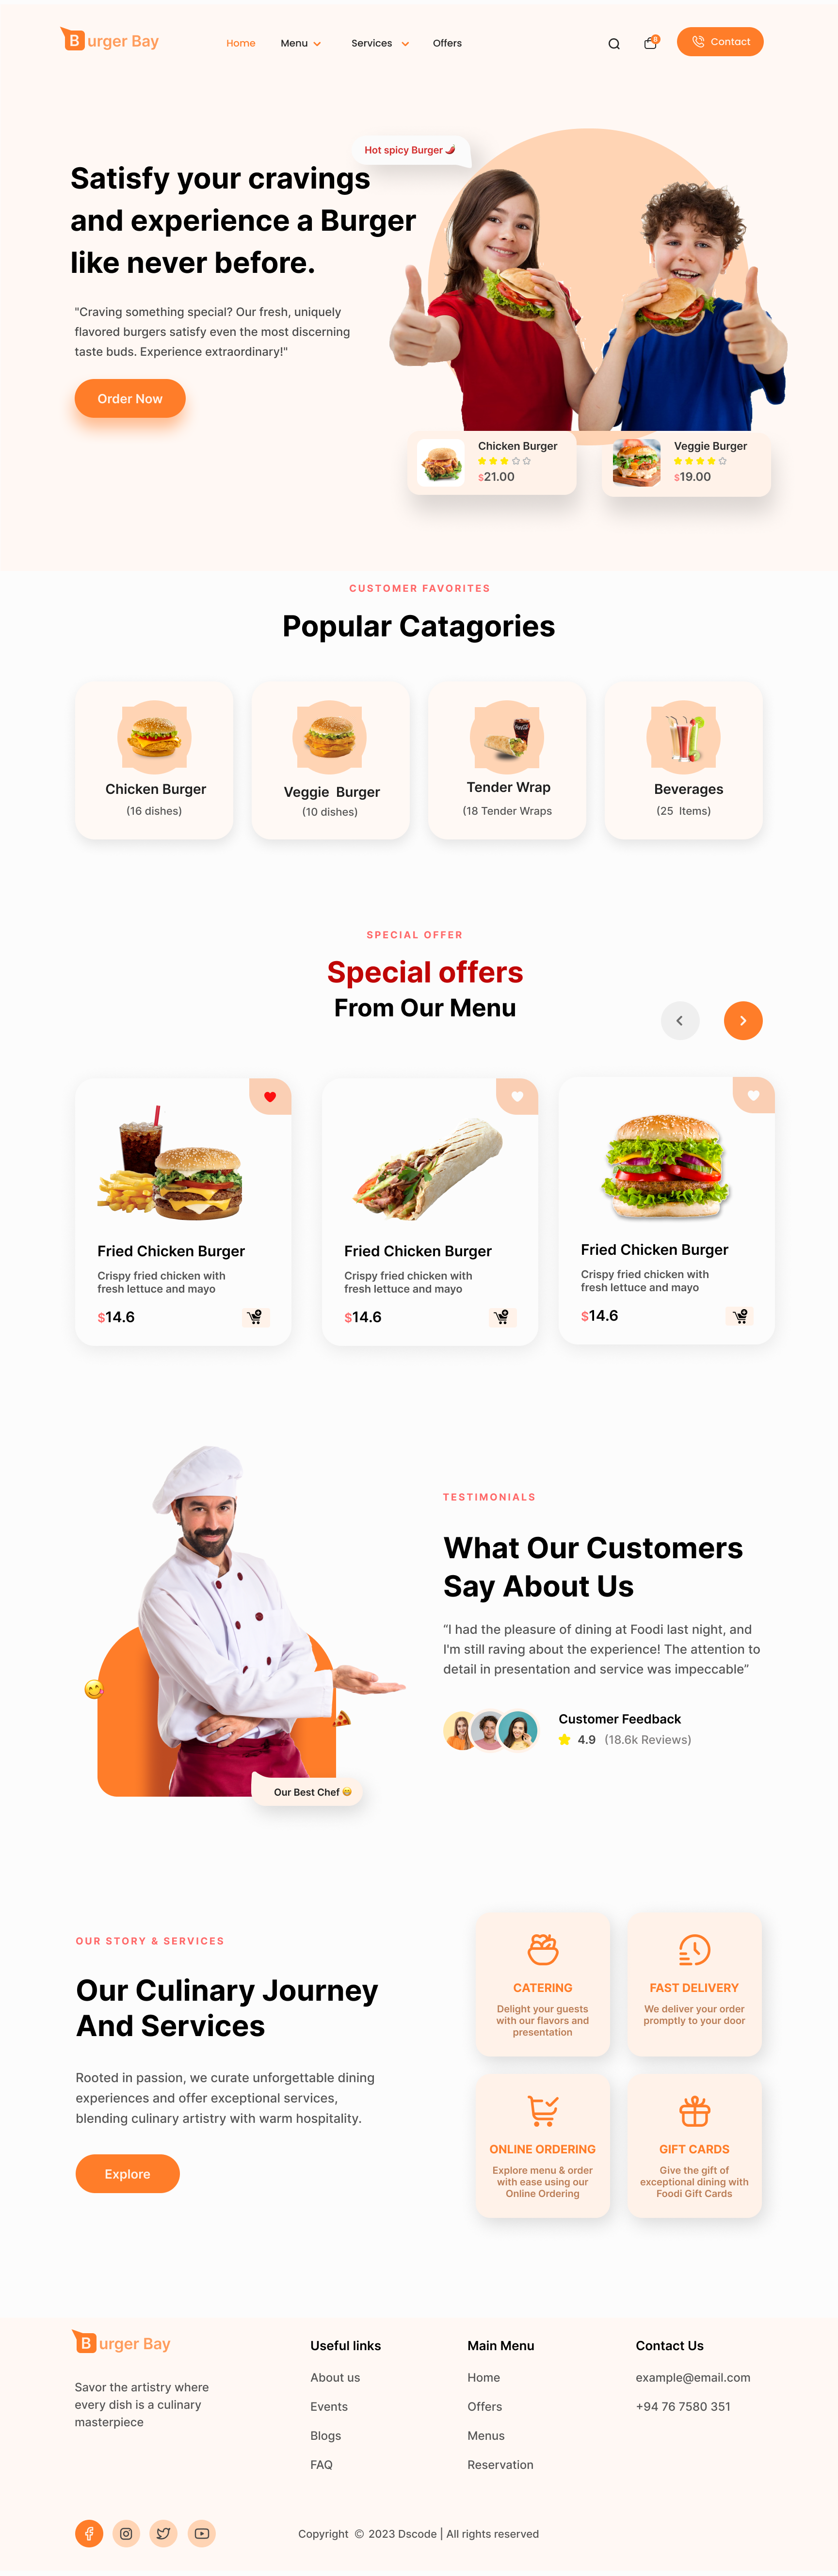 Burger Bay
Home
Menu
Services
Offers
Contact
Hot spicy Burger
Satisfy your cravings
and experience a Burger
like never before.
"Craving something special? Our fresh, uniquely
flavored burgers satisfy even the most discerning
taste buds. Experience extraordinary!"
Order Now
Chicken Burger
$21.00
Veggie Burger
$19.00
CUSTOMER FAVORITES
Popular Catagories
Chicken Burger
(16 dishes)
Veggie Burger
(10 dishes)
Tender Wrap
(18 Tender Wraps
Beverages
(25 Items)
SPECIAL OFFER
Special offers
From Our Menu
Fried Chicken Burger
Crispy fried chicken with
fresh lettuce and mayo
$14.6
Fried Chicken Burger
Crispy fried chicken with
fresh lettuce and mayo
$14.6
Fried Chicken Burger
Crispy fried chicken with
fresh lettuce and mayo
$14.6
Our Best Chef
TESTIMONIALS
What Our Customers
Say About Us
“I had the pleasure of dining at Foodi last night, and
I'm still raving about the experience! The attention to
detail in presentation and service was impeccable”
Customer Feedback
4.9 (18.6k Reviews)
OUR STORY & SERVICES
Our Culinary Journey
And Services
Rooted in passion, we curate unforgettable dining
experiences and offer exceptional services,
blending culinary artistry with warm hospitality.
Explore
CATERING
Delight your guests
with our flavors and
presentation
FAST DELIVERY
We deliver your order
promptly to your door
ONLINE ORDERING
Explore menu & order
with ease using our
Online Ordering
GIFT CARDS
Give the gift of
exceptional dining with
Foodi Gift Cards
Burger Bay
Savor the artistry where
every dish is a culinary
masterpiece
Useful links
About us
Events
Blogs
FAQ
Main Menu
Home
Offers
Menus
Reservation
Contact Us
example@email.com
+94 76 7580 351
Copyright © 2023 Dscode | All rights reserved